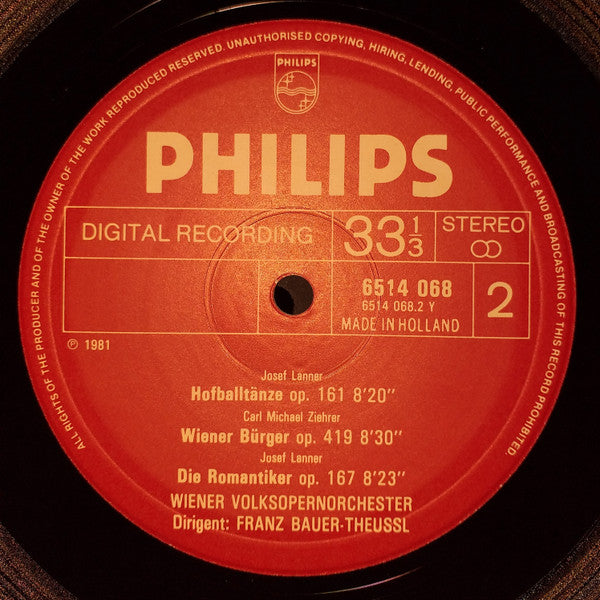 ALL RIGHTS OF THE PRODUCER AND OF THE OWNER OF THE WORK REPRODUCED RESERVED. UNAUTHORISED COPYING, HIRING, LENDING, PUBLIC PERFORMANCE AND BROADCASTING OF THIS RECORD PROHIBITED.
PHILIPS
PHILIPS
DIGITAL RECORDING
33 1/3
STEREO
6514 068
6514 068.2 Y
MADE IN HOLLAND
2
℗ 1981
Josef Lanner
Hofballtänze op. 161 8'20"
Carl Michael Ziehrer
Wiener Bürger op. 419 8'30"
Josef Lanner
Die Romantiker op. 167 8'23"
WIENER VOLKSOPERNORCHESTER
Dirigent: FRANZ BAUER-THEUSSL